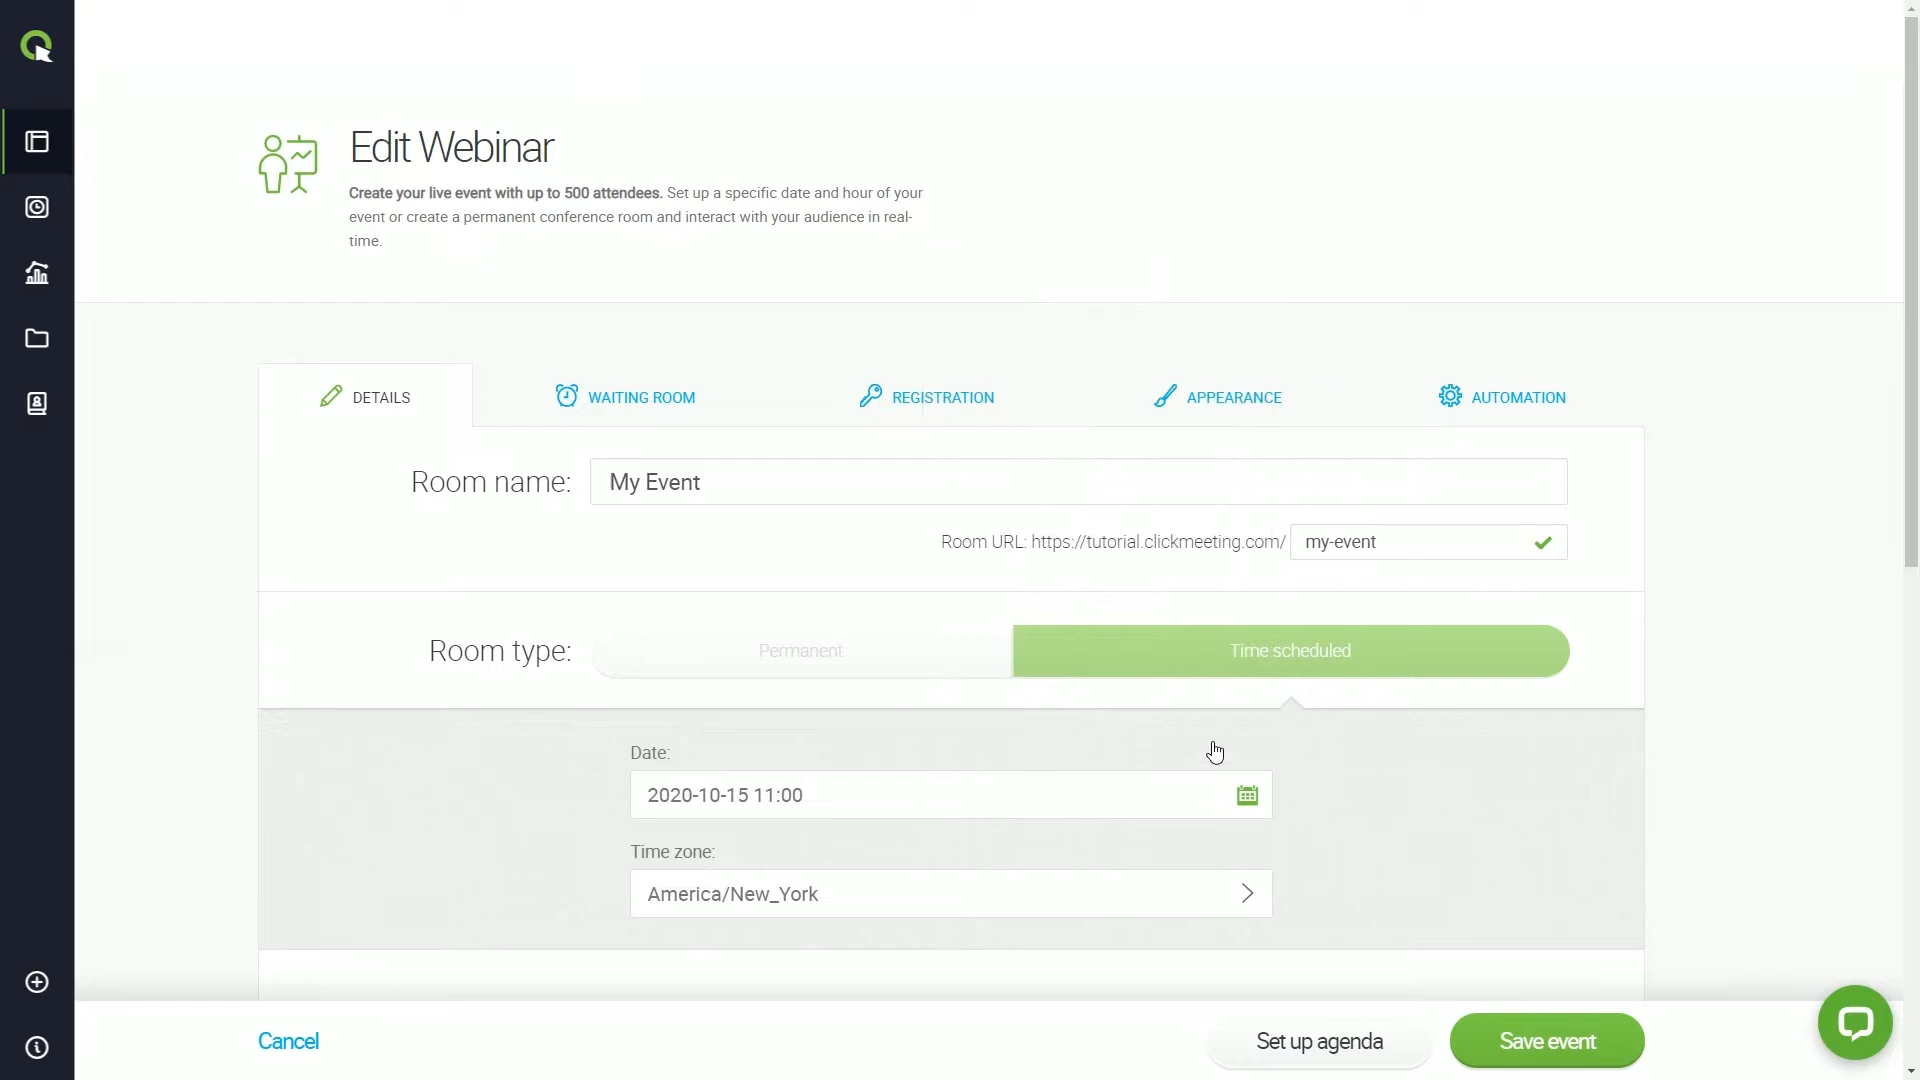 Edit Webinar
Create your live event with up to 500 attendees. Set up a specific date and hour of your
event or create a permanent conference room and interact with your audience in real-
time.
DETAILS
WAITING ROOM
REGISTRATION
APPEARANCE
AUTOMATION
Room name:
My Event
Room URL: https://tutorial.clickmeeting.com/
my-event
Room type:
Permanent
Time scheduled
Date:
2020-10-15 11:00
Time zone:
America/New_York
Cancel
Set up agenda
Save event